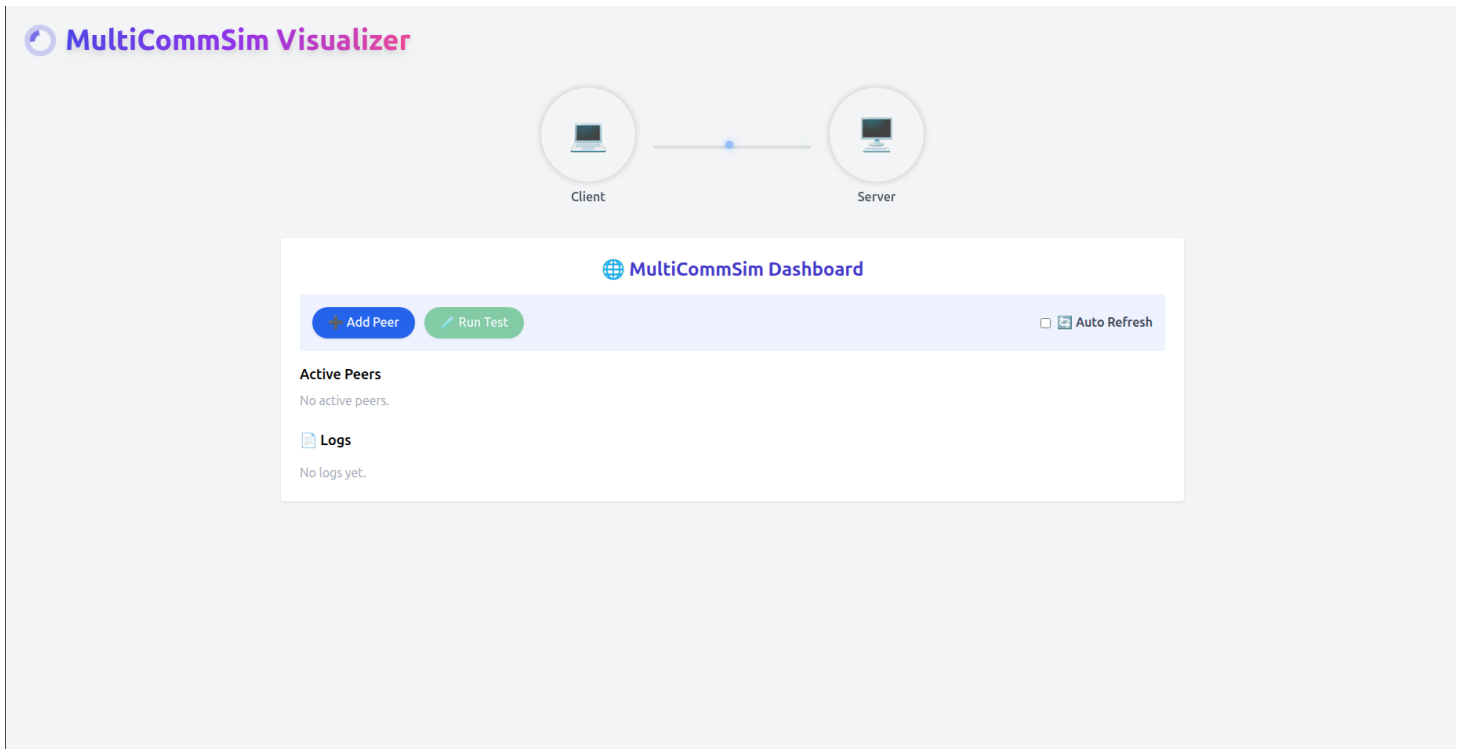 MultiCommSim Visualizer
Client
Server
🌐 MultiCommSim Dashboard
➕ Add Peer
🧪 Run Test
🔄 Auto Refresh
Active Peers
No active peers.
📄 Logs
No logs yet.